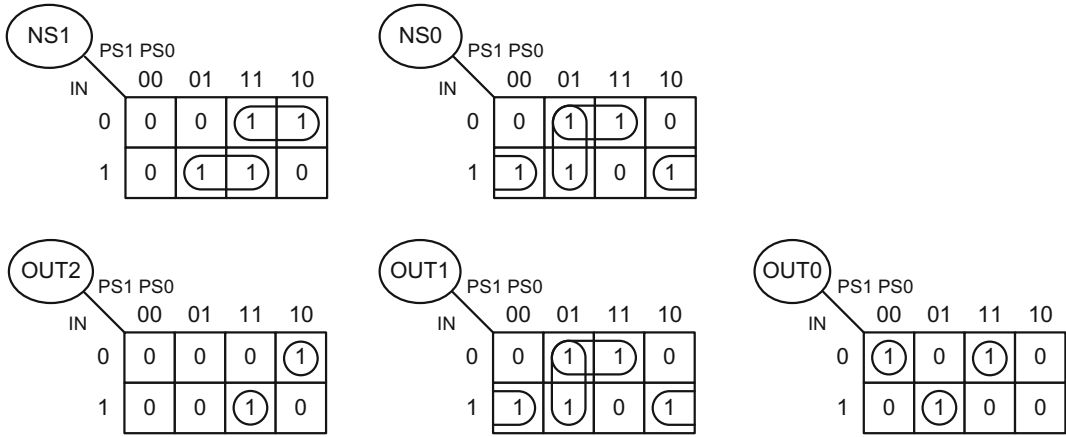 NS1 NS0
PS1 PS0 PS1 PS0
IN 00 01 11 10 IN 00 01 11 10
0 0 0 1 1 0 0 1 1 0
1 0 1 1 0 1 1 1 0 1
OUT2 OUT1 OUT0
PS1 PS0 PS1 PS0 PS1 PS0
IN 00 01 11 10 IN 00 01 11 10 IN 00 01 11 10
0 0 0 0 1 0 0 1 1 0 0 1 0 1 0
1 0 0 1 0 1 1 1 0 1 1 0 1 0 0